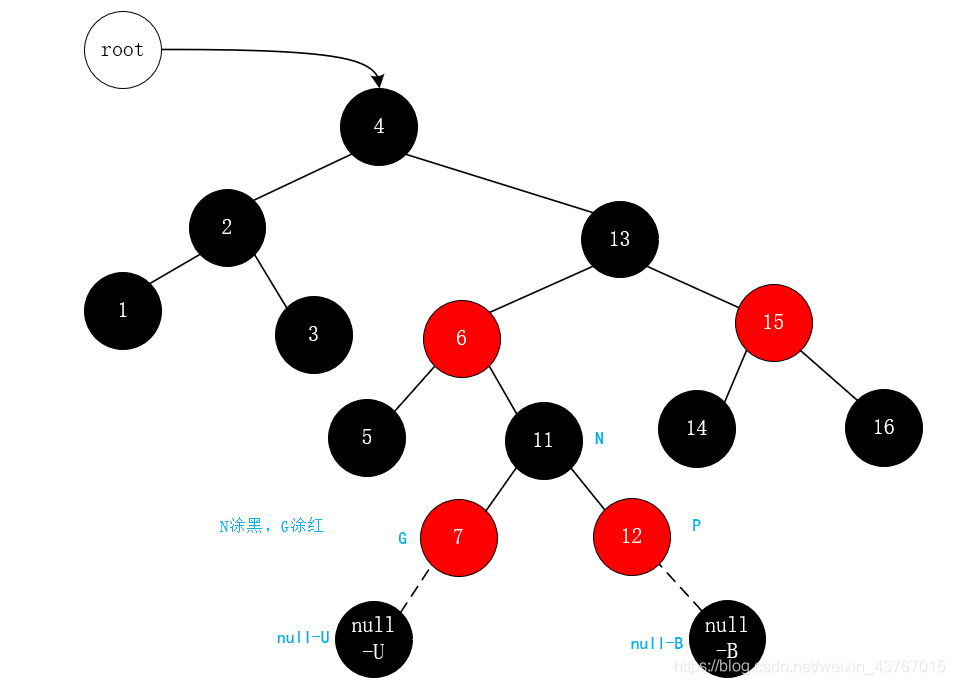 root
4
2
13
1
3
6
15
5
11
N
14
16
N涂黑，G涂红
G
7
12
P
null-U
null
-U
null-B
null
-B
https://blog.csdn.net/weixin_43767015